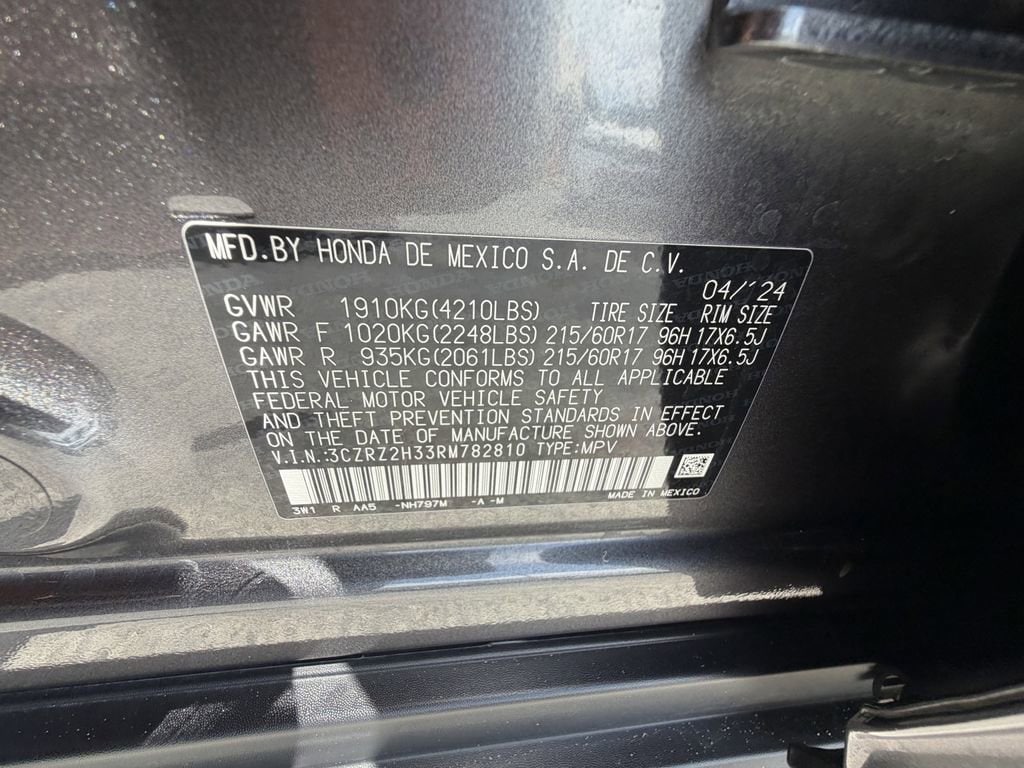 MFD.BY HONDA DE MEXICO S.A. DE C.V.
04/'24
GVWR 1910KG(4210LBS) TIRE SIZE RIM SIZE
GAWR F 1020KG(2248LBS) 215/60R17 96H 17X6.5J
GAWR R 935KG(2061LBS) 215/60R17 96H 17X6.5J
THIS VEHICLE CONFORMS TO ALL APPLICABLE
FEDERAL MOTOR VEHICLE SAFETY
AND THEFT PREVENTION STANDARDS IN EFFECT
ON THE DATE OF MANUFACTURE SHOWN ABOVE.
V.I.N.:3CZRZ2H33RM782810 TYPE:MPV
MADE IN MEXICO
3W1 R AA5 -NH797M -A -M